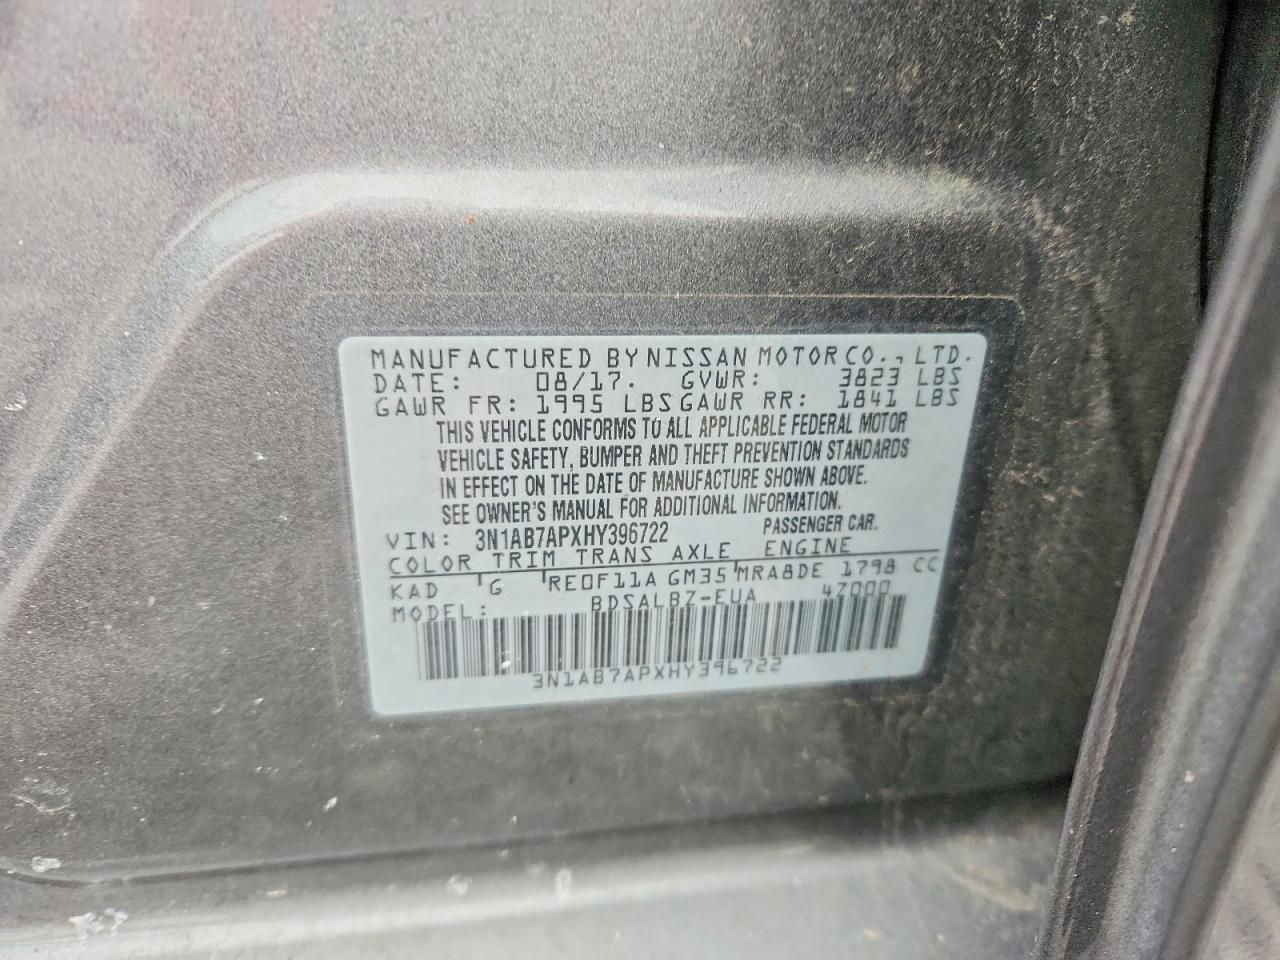 MANUFACTURED BY NISSAN MOTOR CO., LTD.
DATE: 08/17. GVWR: 3823 LBS
GAWR FR: 1995 LBS GAWR RR: 1841 LBS
THIS VEHICLE CONFORMS TO ALL APPLICABLE FEDERAL MOTOR
VEHICLE SAFETY, BUMPER AND THEFT PREVENTION STANDARDS
IN EFFECT ON THE DATE OF MANUFACTURE SHOWN ABOVE.
SEE OWNER'S MANUAL FOR ADDITIONAL INFORMATION.
VIN: 3N1AB7APXHY396722 PASSENGER CAR.
COLOR TRIM TRANS AXLE ENGINE
KAD G RE0F11A GM35 MRA8DE 1798 CC
MODEL: BDSALBZ-EUA 4Z000
3N1AB7APXHY396722